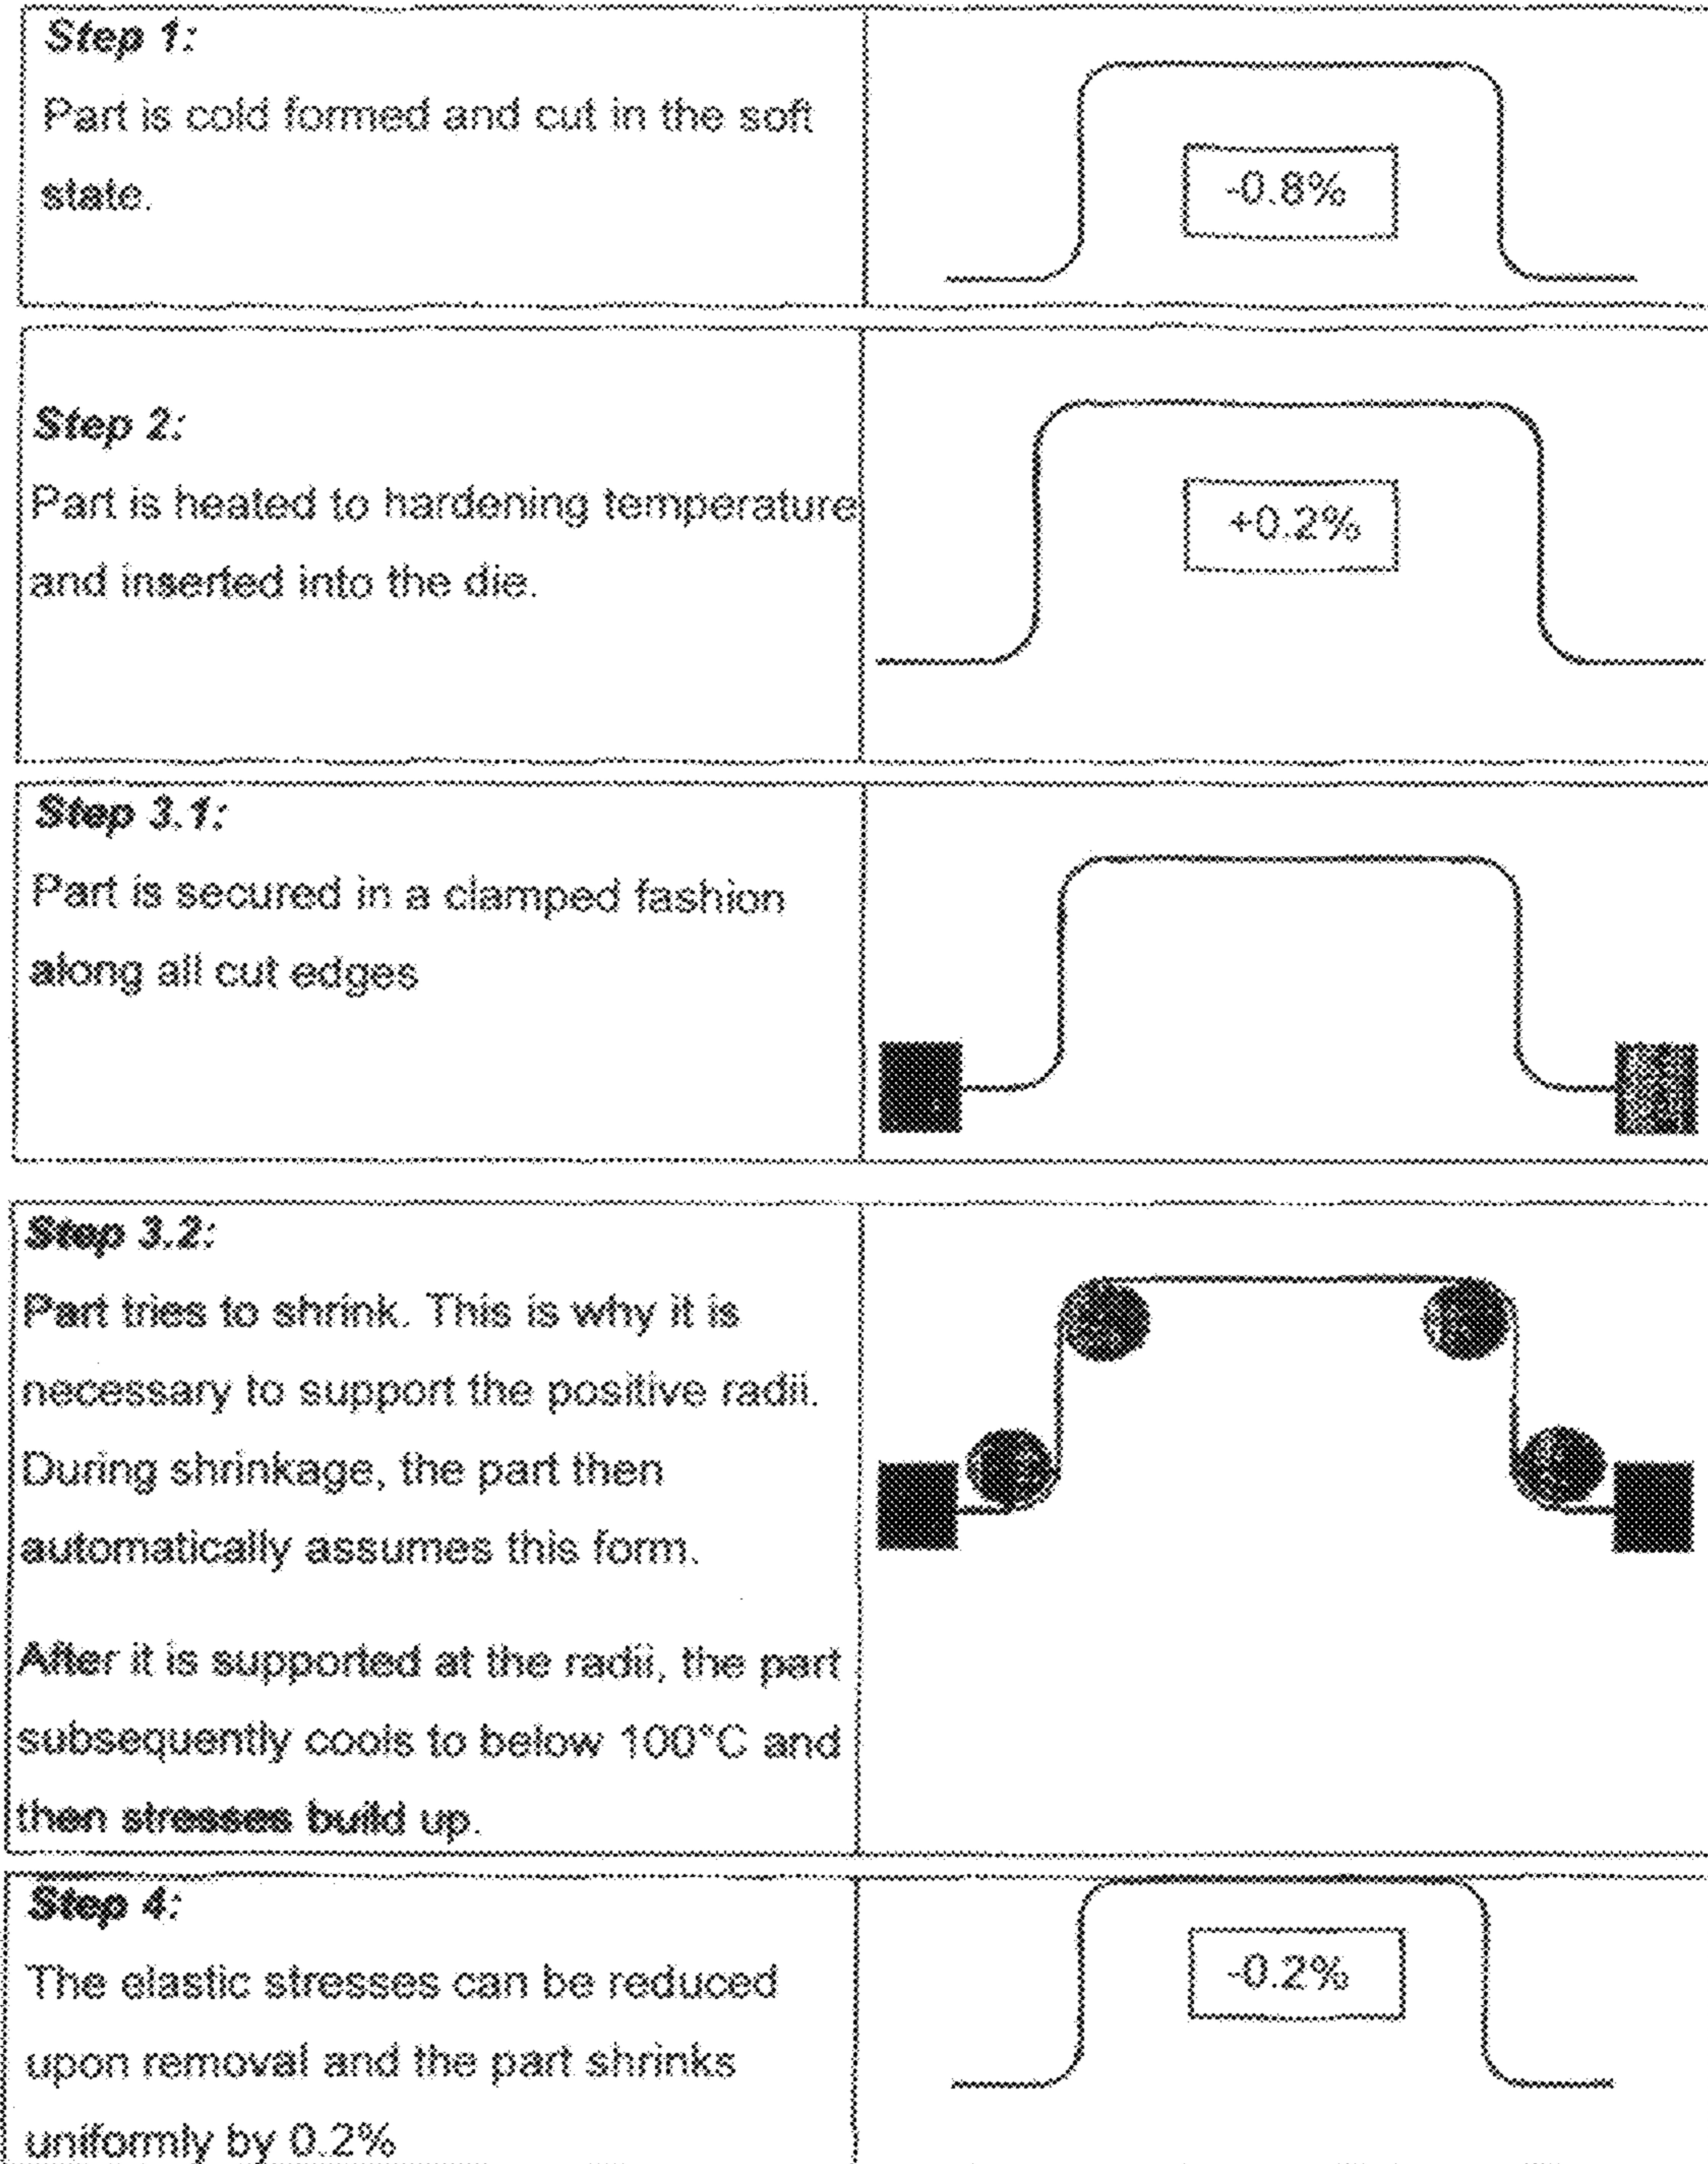 Step 1:
Part is cold formed and cut in the soft
state.
-0.8%
Step 2:
Part is heated to hardening temperature
and inserted into the die.
+0.2%
Step 3.1:
Part is secured in a clamped fashion
along all cut edges
Step 3.2:
Part tries to shrink. This is why it is
necessary to support the positive radii.
During shrinkage, the part then
automatically assumes this form.
After it is supported at the radii, the part
subsequently cools to below 100°C and
then stresses build up.
Step 4:
The elastic stresses can be reduced
upon removal and the part shrinks
uniformly by 0.2%
-0.2%